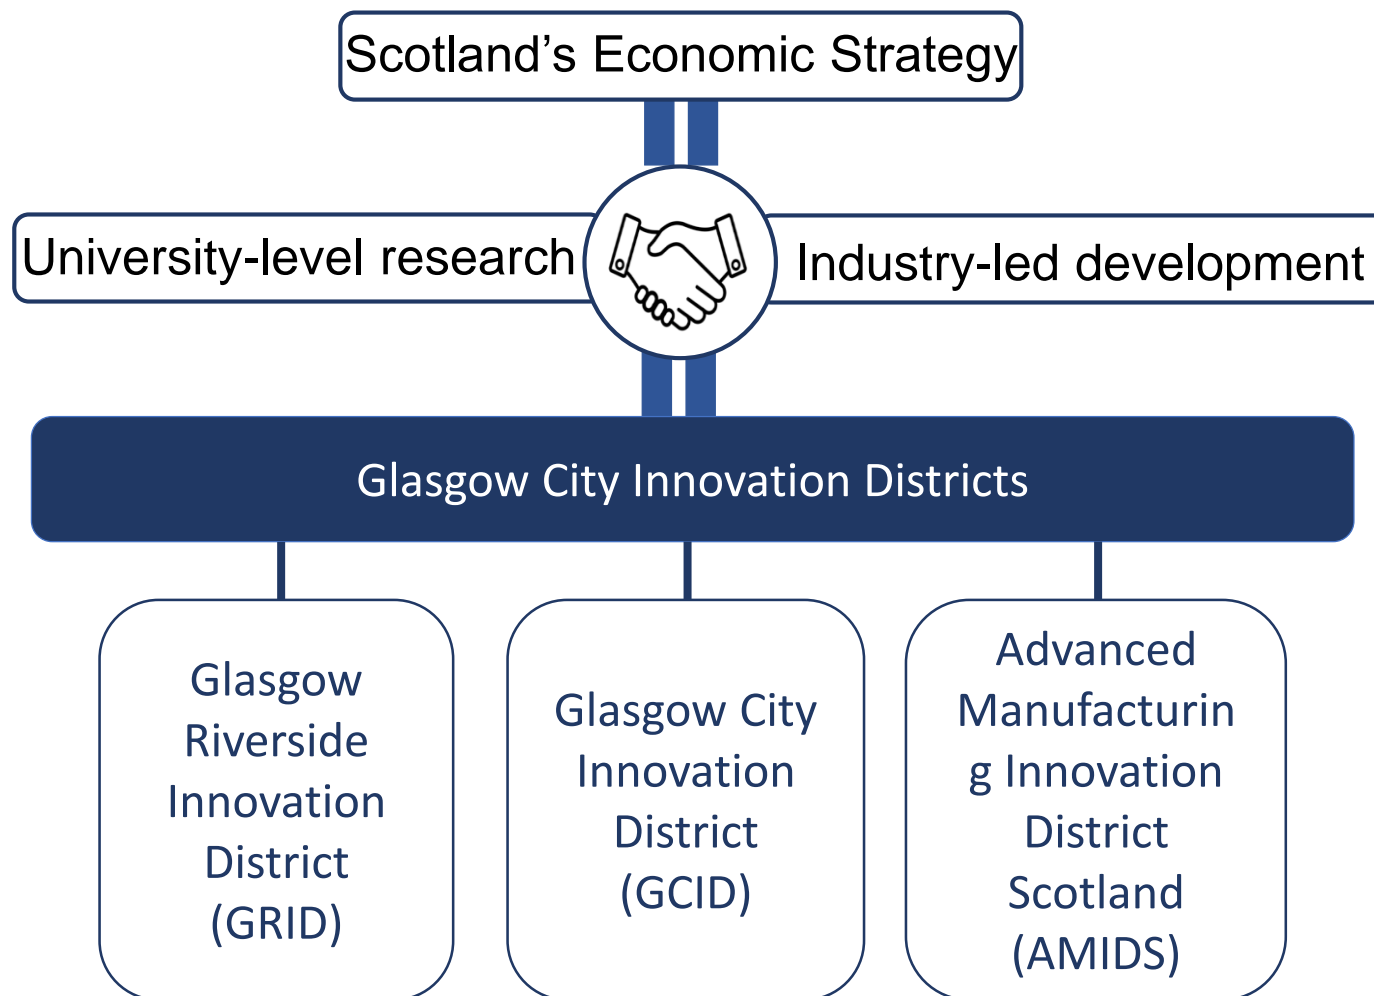 Scotland’s Economic Strategy
University-level research
Industry-led development
Glasgow City Innovation Districts
Glasgow
Riverside
Innovation
District
(GRID)
Glasgow City
Innovation
District
(GCID)
Advanced
Manufacturin
g Innovation
District
Scotland
(AMIDS)